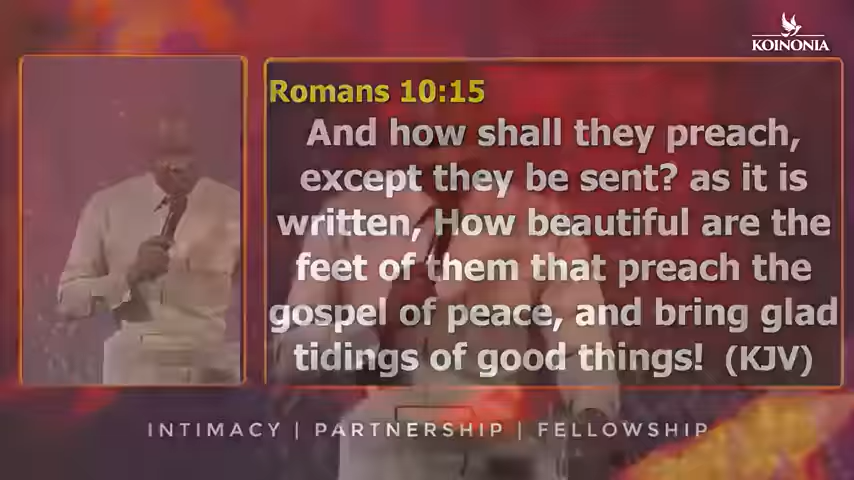 KOINONIA
Romans 10:15
And how shall they preach,
except they be sent? as it is
written, How beautiful are the
feet of them that preach the
gospel of peace, and bring glad
tidings of good things! (KJV)
INTIMACY | PARTNERSHIP | FELLOWSHIP